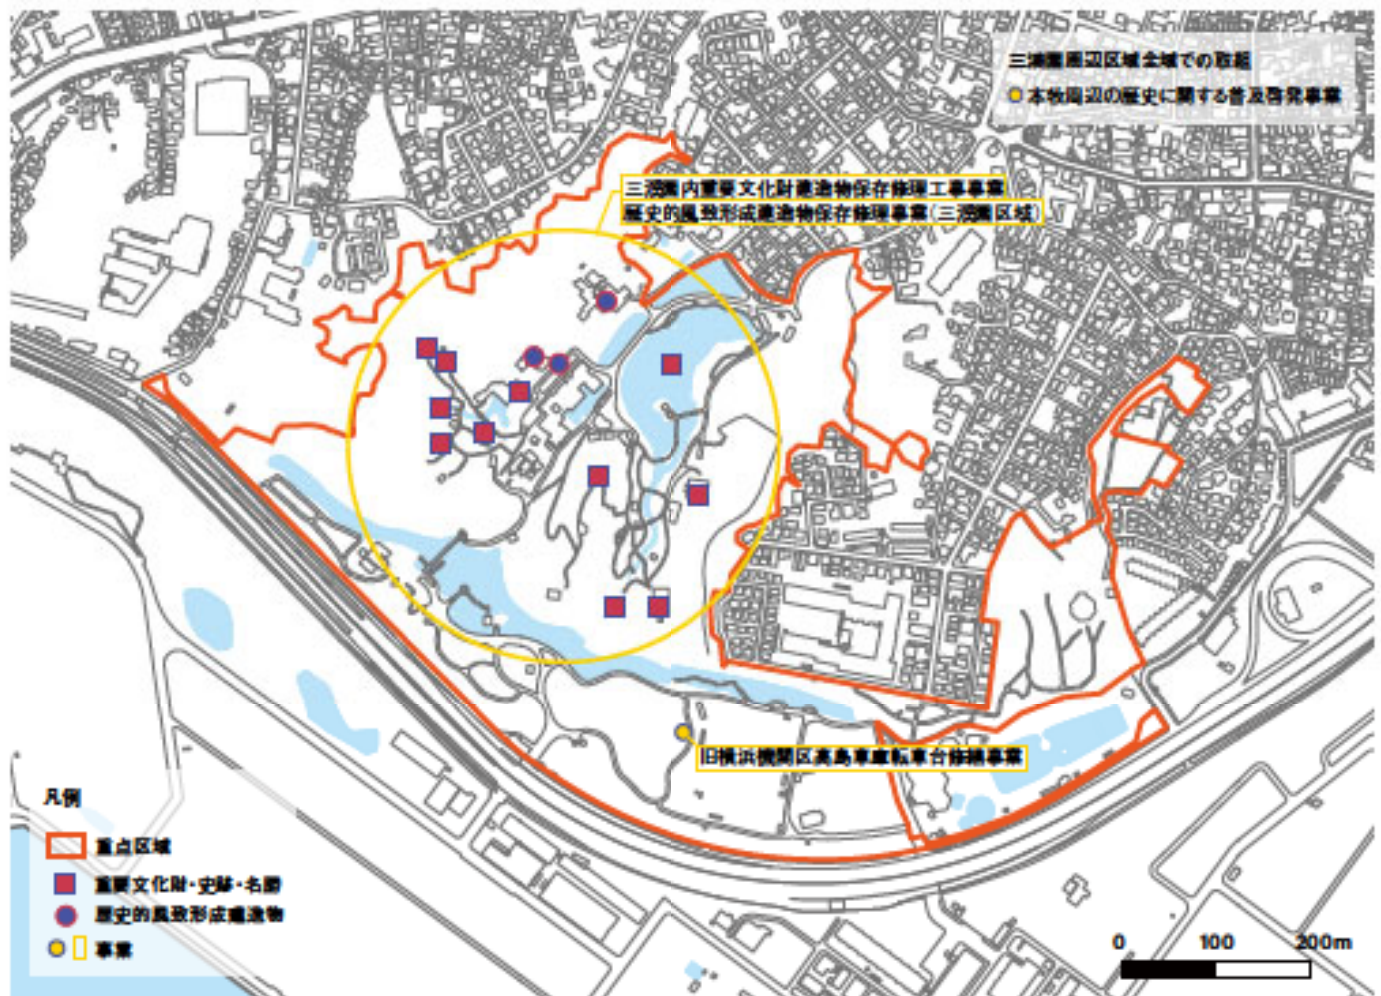 三溪園周辺区域全域での取組
本牧周辺の歴史に関する普及啓発事業
三溪園内重要文化財建造物保存修理工事事業
歴史的風致形成建造物保存修理事業(三溪園区域)
旧横浜機関区高島車庫転車台修繕事業
凡例
重点区域
重要文化財・史跡・名勝
歴史的風致形成建造物
事業
0 100 200m